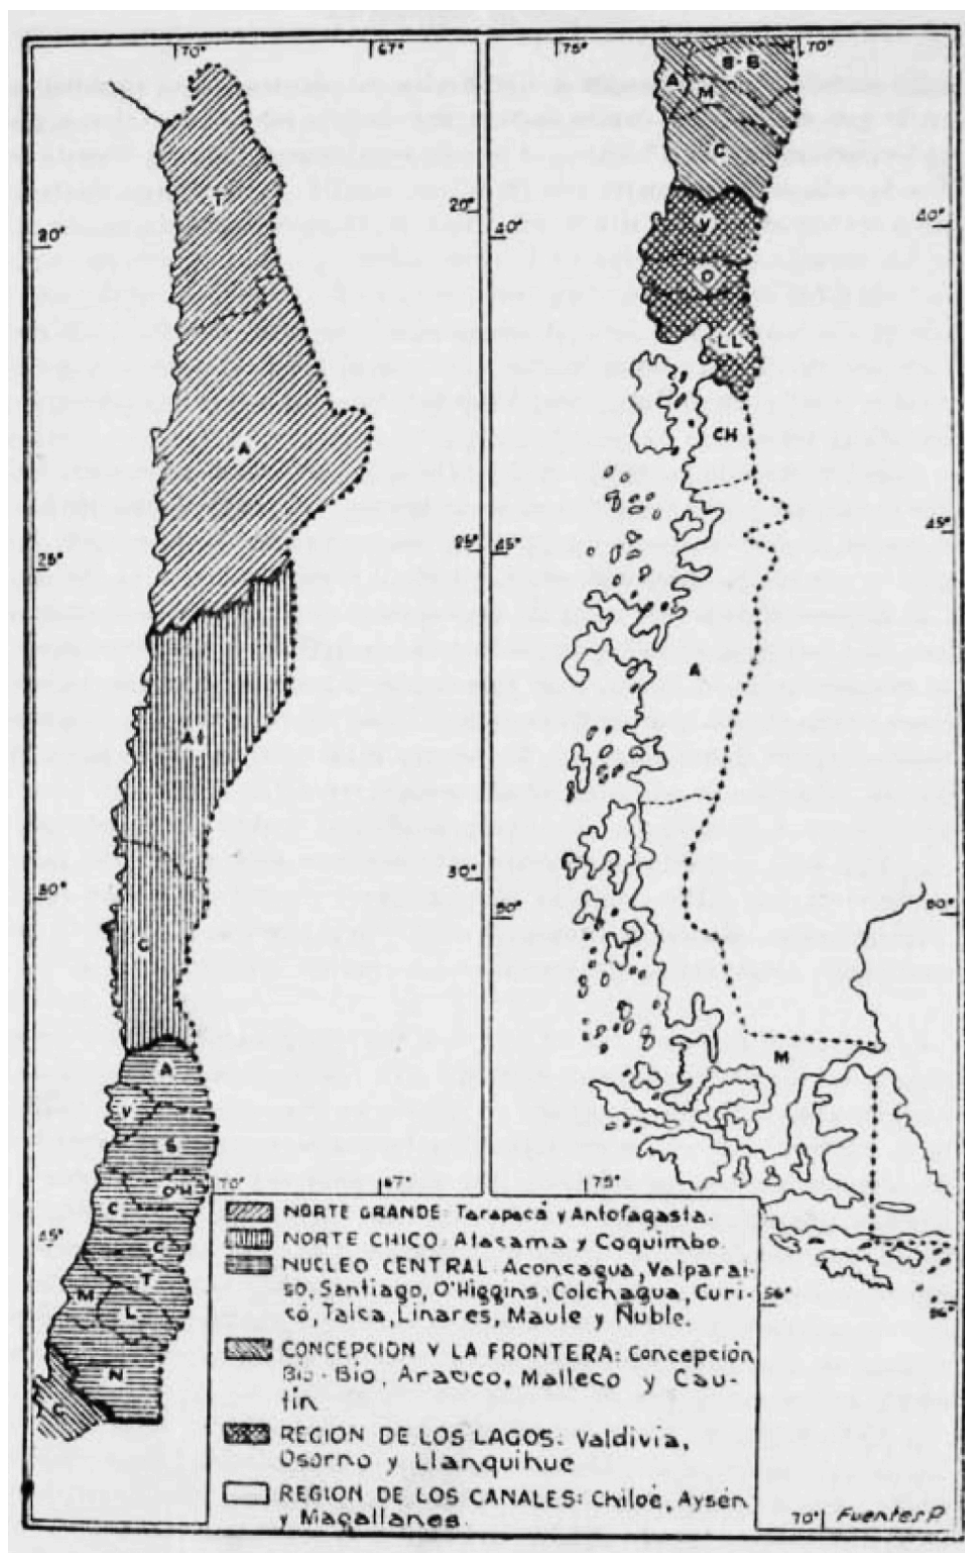 70°
67°
T
20°
20°
A
25°
25°
At
30°
30°
C
A
V
S
O'H
C
C
T
M
L
N
C
35°
70°
67°
75°
70°
A
B-B
M
C
40°
40°
V
O
LL
CH
45°
45°
A
50°
50°
M
75°
56°
56°
70°
NORTE GRANDE: Tarapacá y Antofagasta.
NORTE CHICO: Atacama y Coquimbo.
NUCLEO CENTRAL: Aconcagua, Valparai-
so, Santiago, O'Higgins, Colchagua, Curi-
có, Talca, Linares, Maule y Ñuble.
CONCEPCION Y LA FRONTERA: Concepción
Bío-Bío, Arauco, Malleco y Cau-
tín
REGION DE LOS LAGOS: Valdivia,
Osorno y Llanquihue
REGION DE LOS CANALES: Chiloé, Aysén
y Magallanes.
Fuentes P.